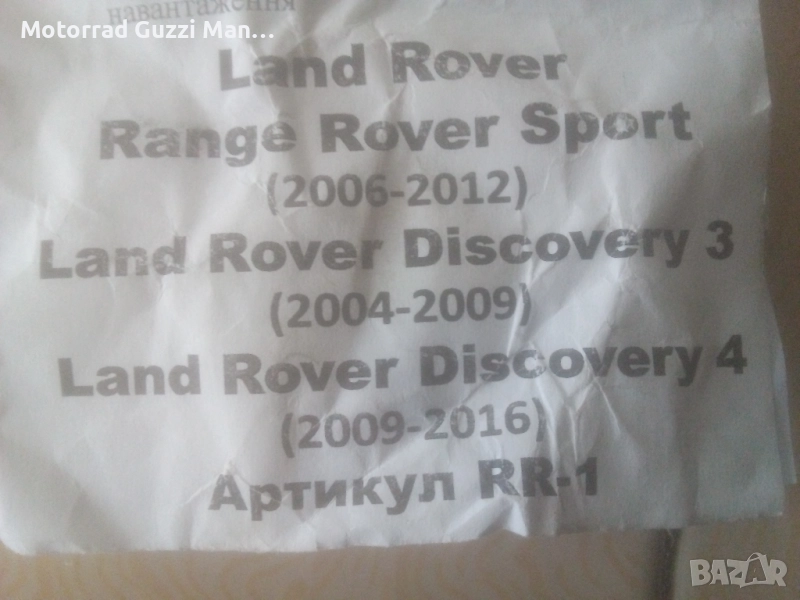 навантаження
Motorrad Guzzi Man...
Land Rover
Range Rover Sport
(2006-2012)
Land Rover Discovery 3
(2004-2009)
Land Rover Discovery 4
(2009-2016)
Артикул RR-1
BAZAR